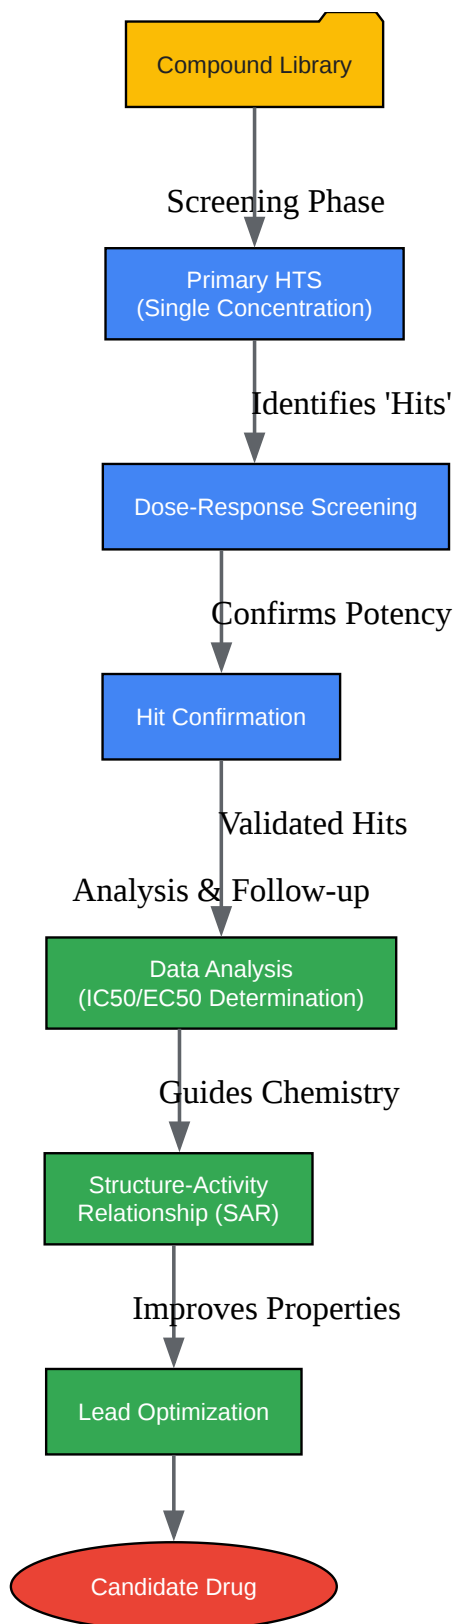 Compound Library
Screening Phase
Primary HTS
(Single Concentration)
Identifies 'Hits'
Dose-Response Screening
Confirms Potency
Hit Confirmation
Validated Hits
Analysis & Follow-up
Data Analysis
(IC50/EC50 Determination)
Guides Chemistry
Structure-Activity
Relationship (SAR)
Improves Properties
Lead Optimization
Candidate Drug